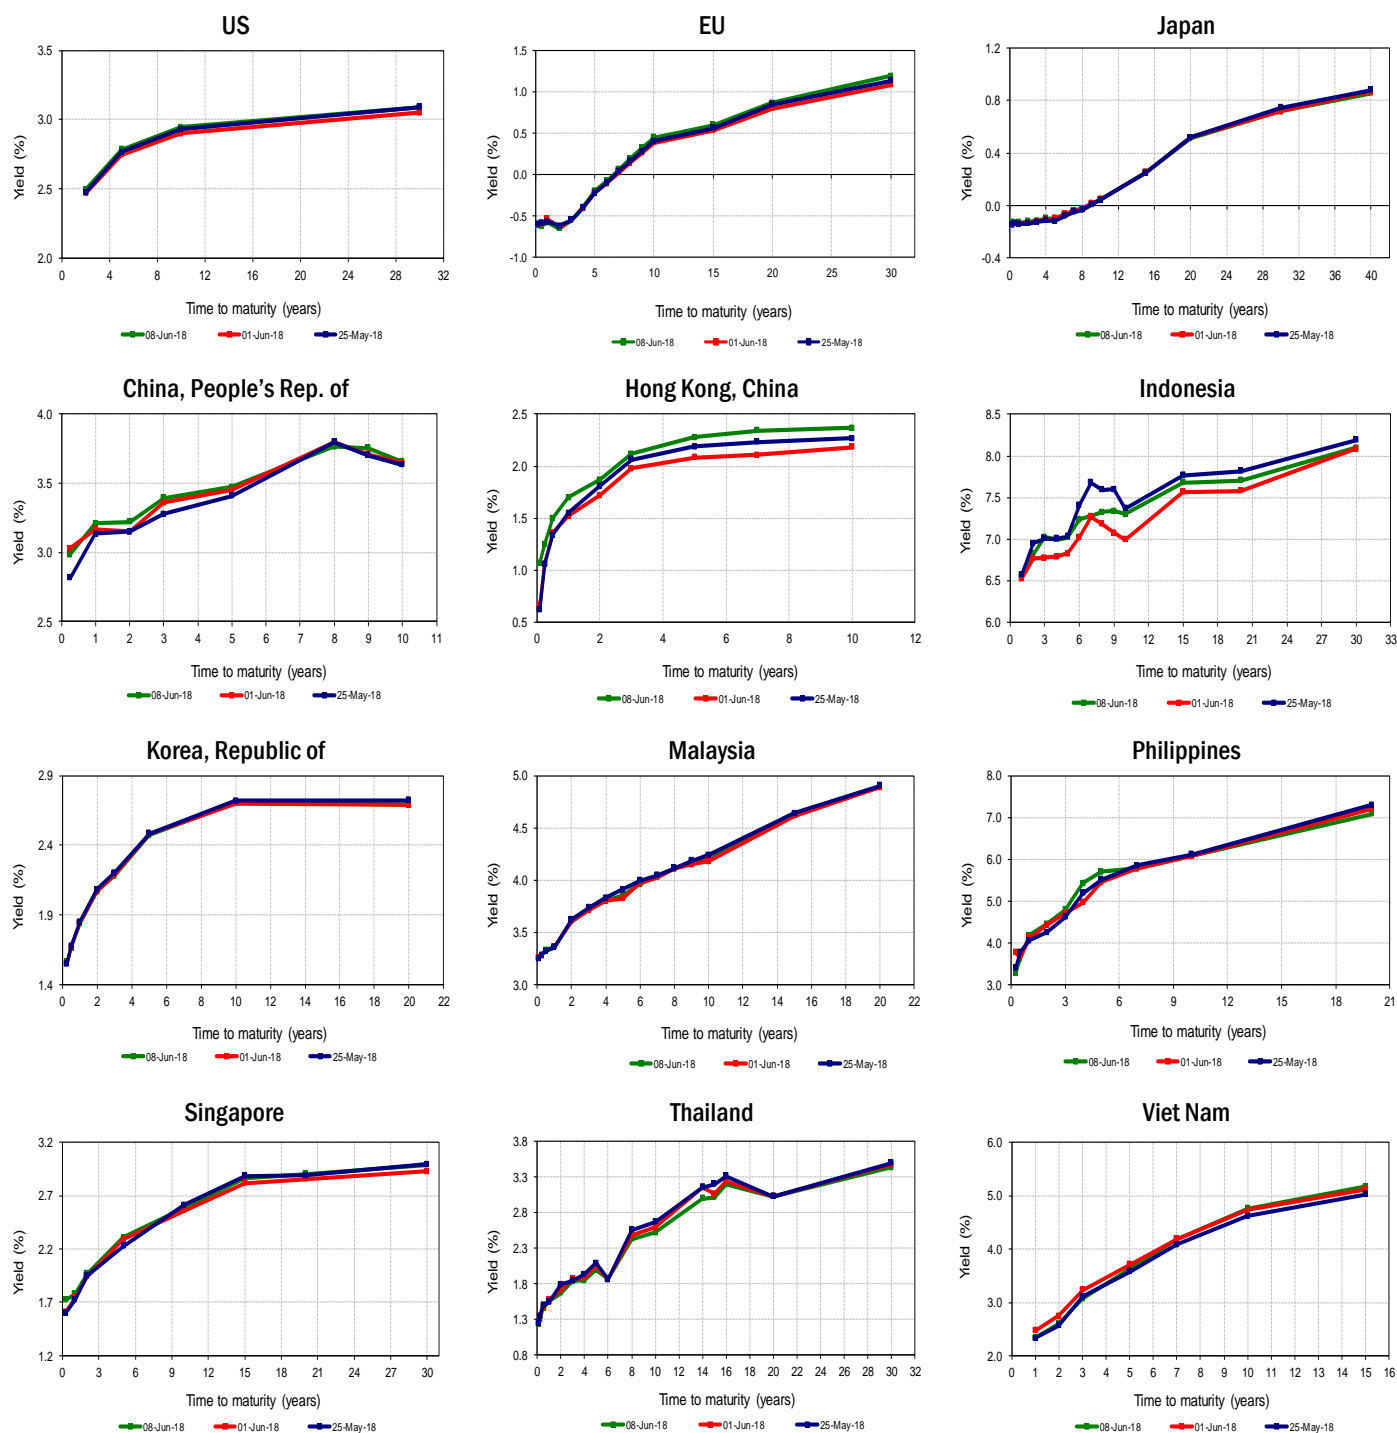 US
EU
Japan
3.5
3.0
2.5
2.0
Yield (%)
0 4 8 12 16 20 24 28 32
Time to maturity (years)
08-Jun-18 01-Jun-18 25-May-18
1.5
1.0
0.5
0.0
-0.5
-1.0
Yield (%)
0 5 10 15 20 25 30
Time to maturity (years)
08-Jun-18 01-Jun-18 25-May-18
1.2
0.8
0.4
0.0
-0.4
Yield (%)
0 4 8 12 16 20 24 28 32 36 40
Time to maturity (years)
08-Jun-18 01-Jun-18 25-May-18
China, People’s Rep. of
Hong Kong, China
Indonesia
4.0
3.5
3.0
2.5
Yield (%)
0 1 2 3 5 6 8 9 10 11
Time to maturity (years)
08-Jun-18 01-Jun-18 25-May-18
2.5
2.0
1.5
1.0
0.5
Yield (%)
0 2 4 6 8 10 12
Time to maturity (years)
08-Jun-18 01-Jun-18 25-May-18
8.5
8.0
7.5
7.0
6.5
6.0
Yield (%)
0 3 6 9 12 15 18 21 24 27 30 33
Time to maturity (years)
08-Jun-18 01-Jun-18 25-May-18
Korea, Republic of
Malaysia
Philippines
2.9
2.4
1.9
1.4
Yield (%)
0 2 4 6 8 10 12 14 16 18 20 22
Time to maturity (years)
08-Jun-18 01-Jun-18 25-May-18
5.0
4.5
4.0
3.5
3.0
Yield (%)
0 2 4 6 8 10 12 14 16 18 20 22
Time to maturity (years)
08-Jun-18 01-Jun-18 25-May-18
8.0
7.0
6.0
5.0
4.0
3.0
Yield (%)
0 3 6 9 12 15 18 21
Time to maturity (years)
08-Jun-18 01-Jun-18 25-May-18
Singapore
Thailand
Viet Nam
3.2
2.7
2.2
1.7
1.2
Yield (%)
0 3 6 9 12 15 18 21 24 27 30
Time to maturity (years)
08-Jun-18 01-Jun-18 25-May-18
3.8
3.3
2.8
2.3
1.8
1.3
0.8
Yield (%)
0 2 4 6 8 10 12 14 16 18 20 22 24 26 28 30 32
Time to maturity (years)
08-Jun-18 01-Jun-18 25-May-18
6.0
5.0
4.0
3.0
2.0
Yield (%)
0 1 2 3 4 5 6 7 8 9 10 11 12 13 14 15 16
Time to maturity (years)
08-Jun-18 01-Jun-18 25-May-18